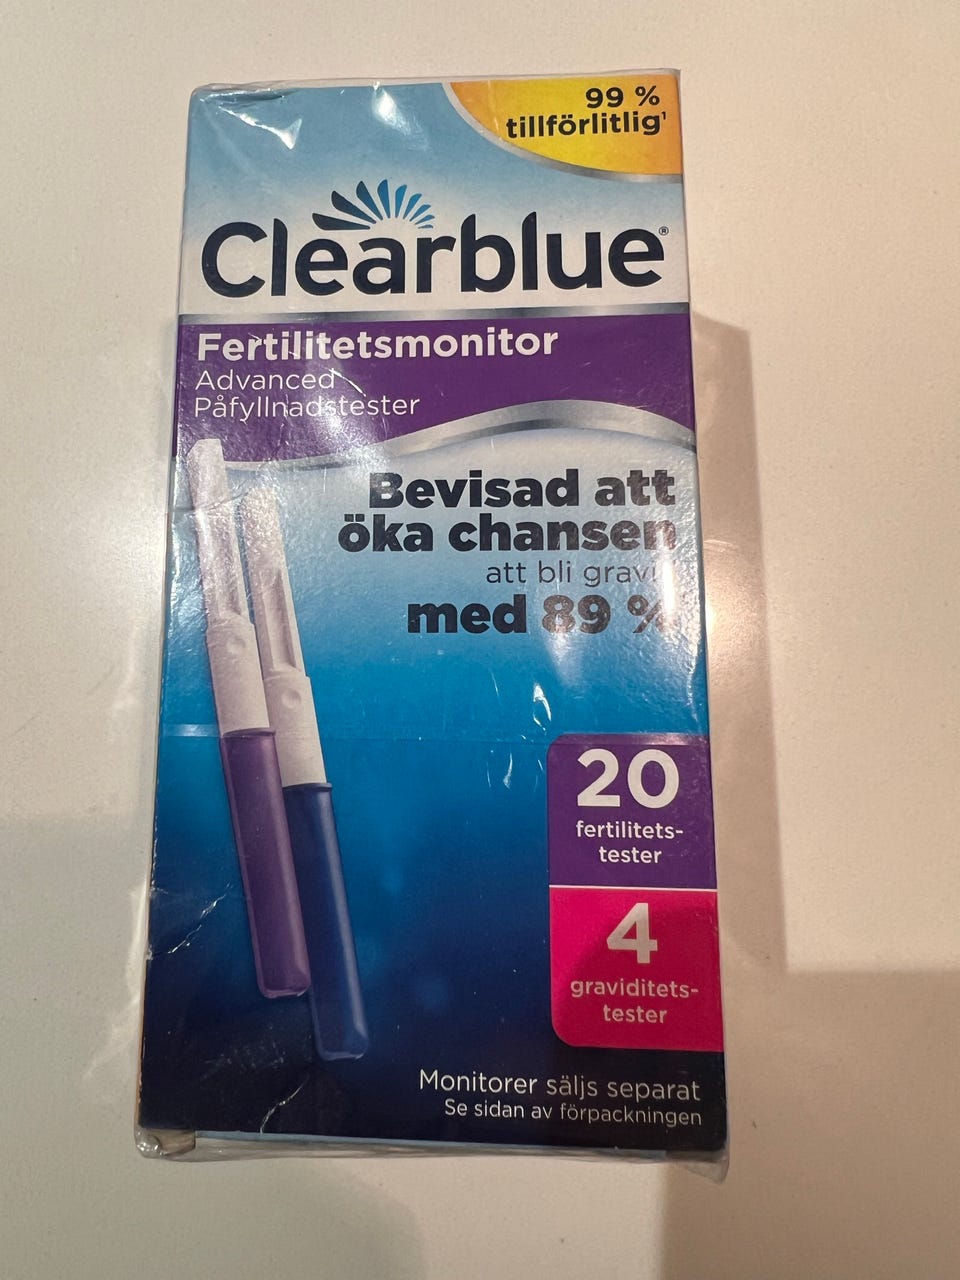 99 %
tillförlitlig¹
Clearblue®
Fertilitetsmonitor
Advanced
Påfyllnadstester
Bevisad att
öka chansen
att bli gravid
med 89 %
20
fertilitets-
tester
4
graviditets-
tester
Monitorer säljs separat
Se sidan av förpackningen